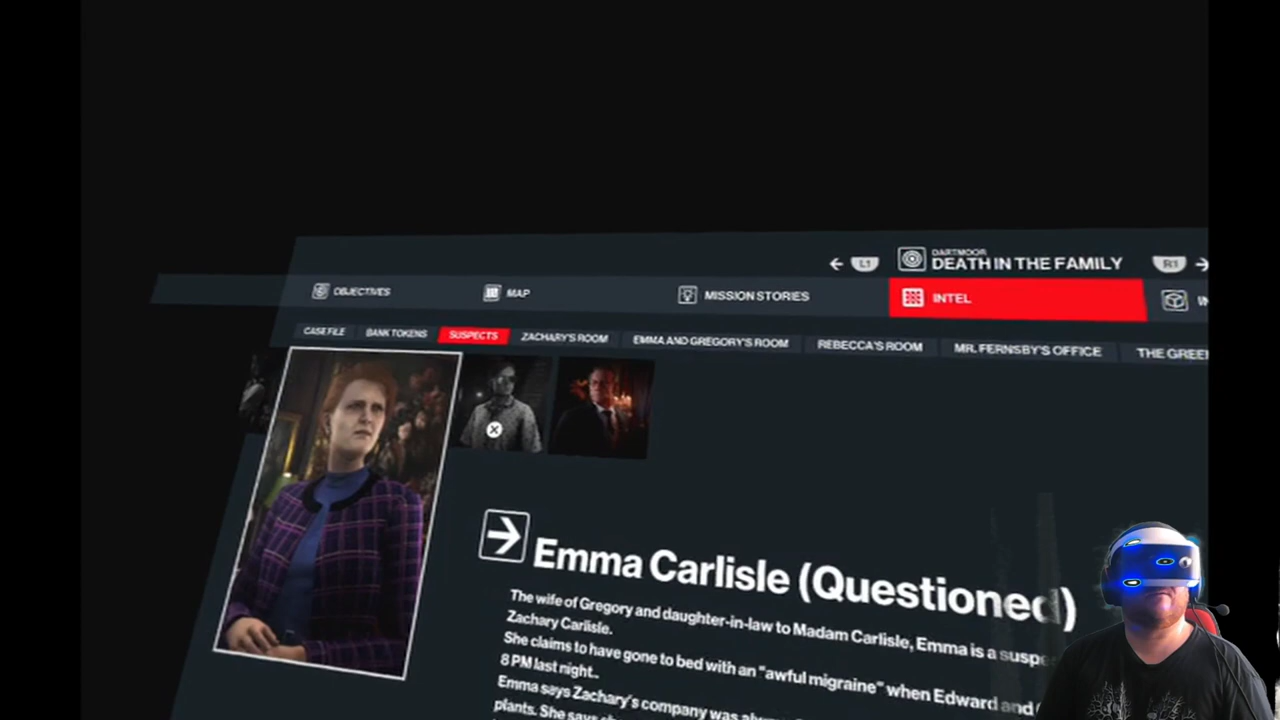 L1
DARTMOOR
DEATH IN THE FAMILY
R1
OBJECTIVES
MAP
MISSION STORIES
INTEL
CASE FILE
BANK TOKENS
SUSPECTS
ZACHARY'S ROOM
EMMA AND GREGORY'S ROOM
REBECCA'S ROOM
MR. FERNSBY'S OFFICE
THE
Emma Carlisle (Questioned)
The wife of Gregory and daughter-in-law to Madam Carlisle, Emma is a
Zachary Carlisle.
She claims to have gone to bed with an "awful migraine" when Edward and
8 PM last night..
Emma says Zachary's company was
plants. She says